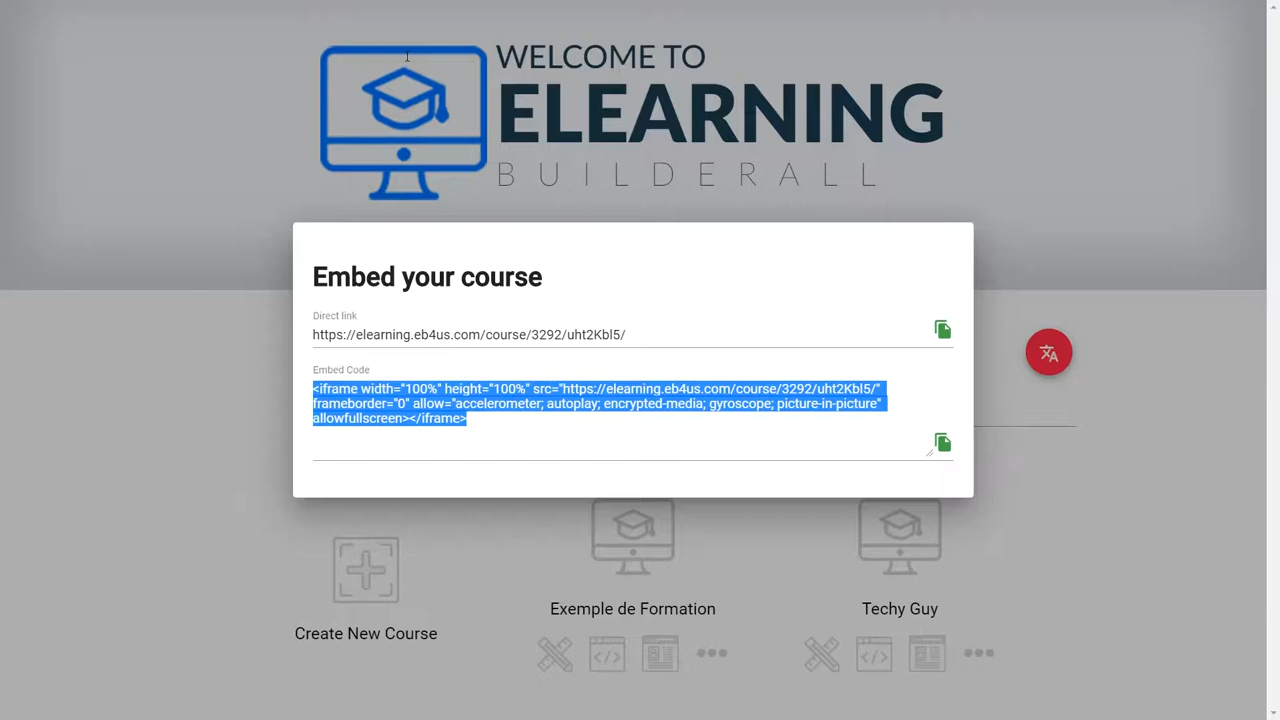 WELCOME TO
ELEARNING
BUILDERALL
Embed your course
Direct link
https://elearning.eb4us.com/course/3292/uht2Kbl5/
Embed Code
<iframe width="100%" height="100%" src="https://elearning.eb4us.com/course/3292/uht2Kbl5/"
frameborder="0" allow="accelerometer; autoplay; encrypted-media; gyroscope; picture-in-picture"
allowfullscreen></iframe>
Create New Course
Exemple de Formation
Techy Guy